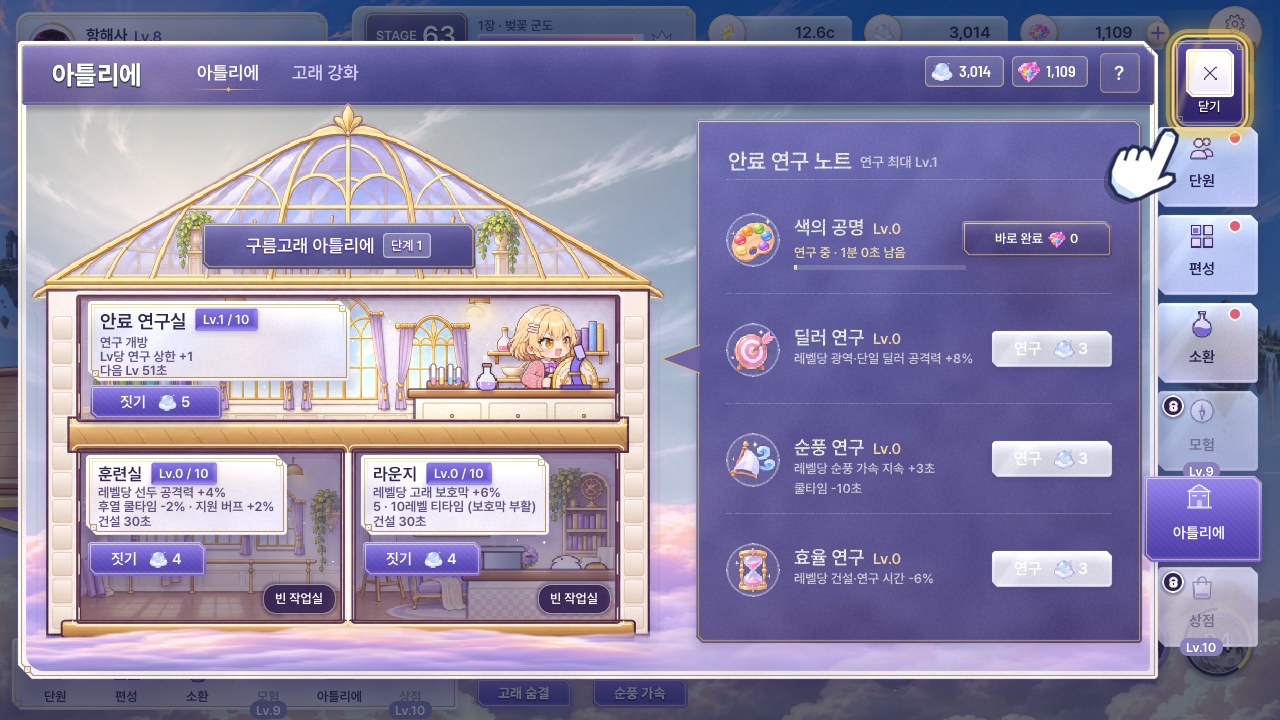 항해사 Lv.8
STAGE 63
1장 · 벚꽃 군도
12.6c
3,014
1,109
아틀리에
아틀리에
고래 강화
3,014
1,109
?
닫기
단원
편성
소환
모험
Lv.9
아틀리에
상점
Lv.10
구름고래 아틀리에 단계 1
안료 연구실 Lv.1 / 10
연구 개방
Lv당 연구 상한 +1
다음 Lv 51초
짓기 5
훈련실 Lv.0 / 10
레벨당 선두 공격력 +4%
후열 쿨타임 -2% · 지원 버프 +2%
건설 30초
짓기 4
빈 작업실
라운지 Lv.0 / 10
레벨당 고래 보호막 +6%
5 · 10레벨 티타임 (보호막 부활)
건설 30초
짓기 4
빈 작업실
안료 연구 노트 연구 최대 Lv.1
색의 공명 Lv.0
연구 중 · 1분 0초 남음
바로 완료 0
딜러 연구 Lv.0
레벨당 광역·단일 딜러 공격력 +8%
연구 3
순풍 연구 Lv.0
레벨당 순풍 가속 지속 +3초
쿨타임 -10초
연구 3
효율 연구 Lv.0
레벨당 건설·연구 시간 -6%
연구 3
단원
편성
소환
모험
Lv.9
아틀리에
상점
Lv.10
고래 숨결
순풍 가속